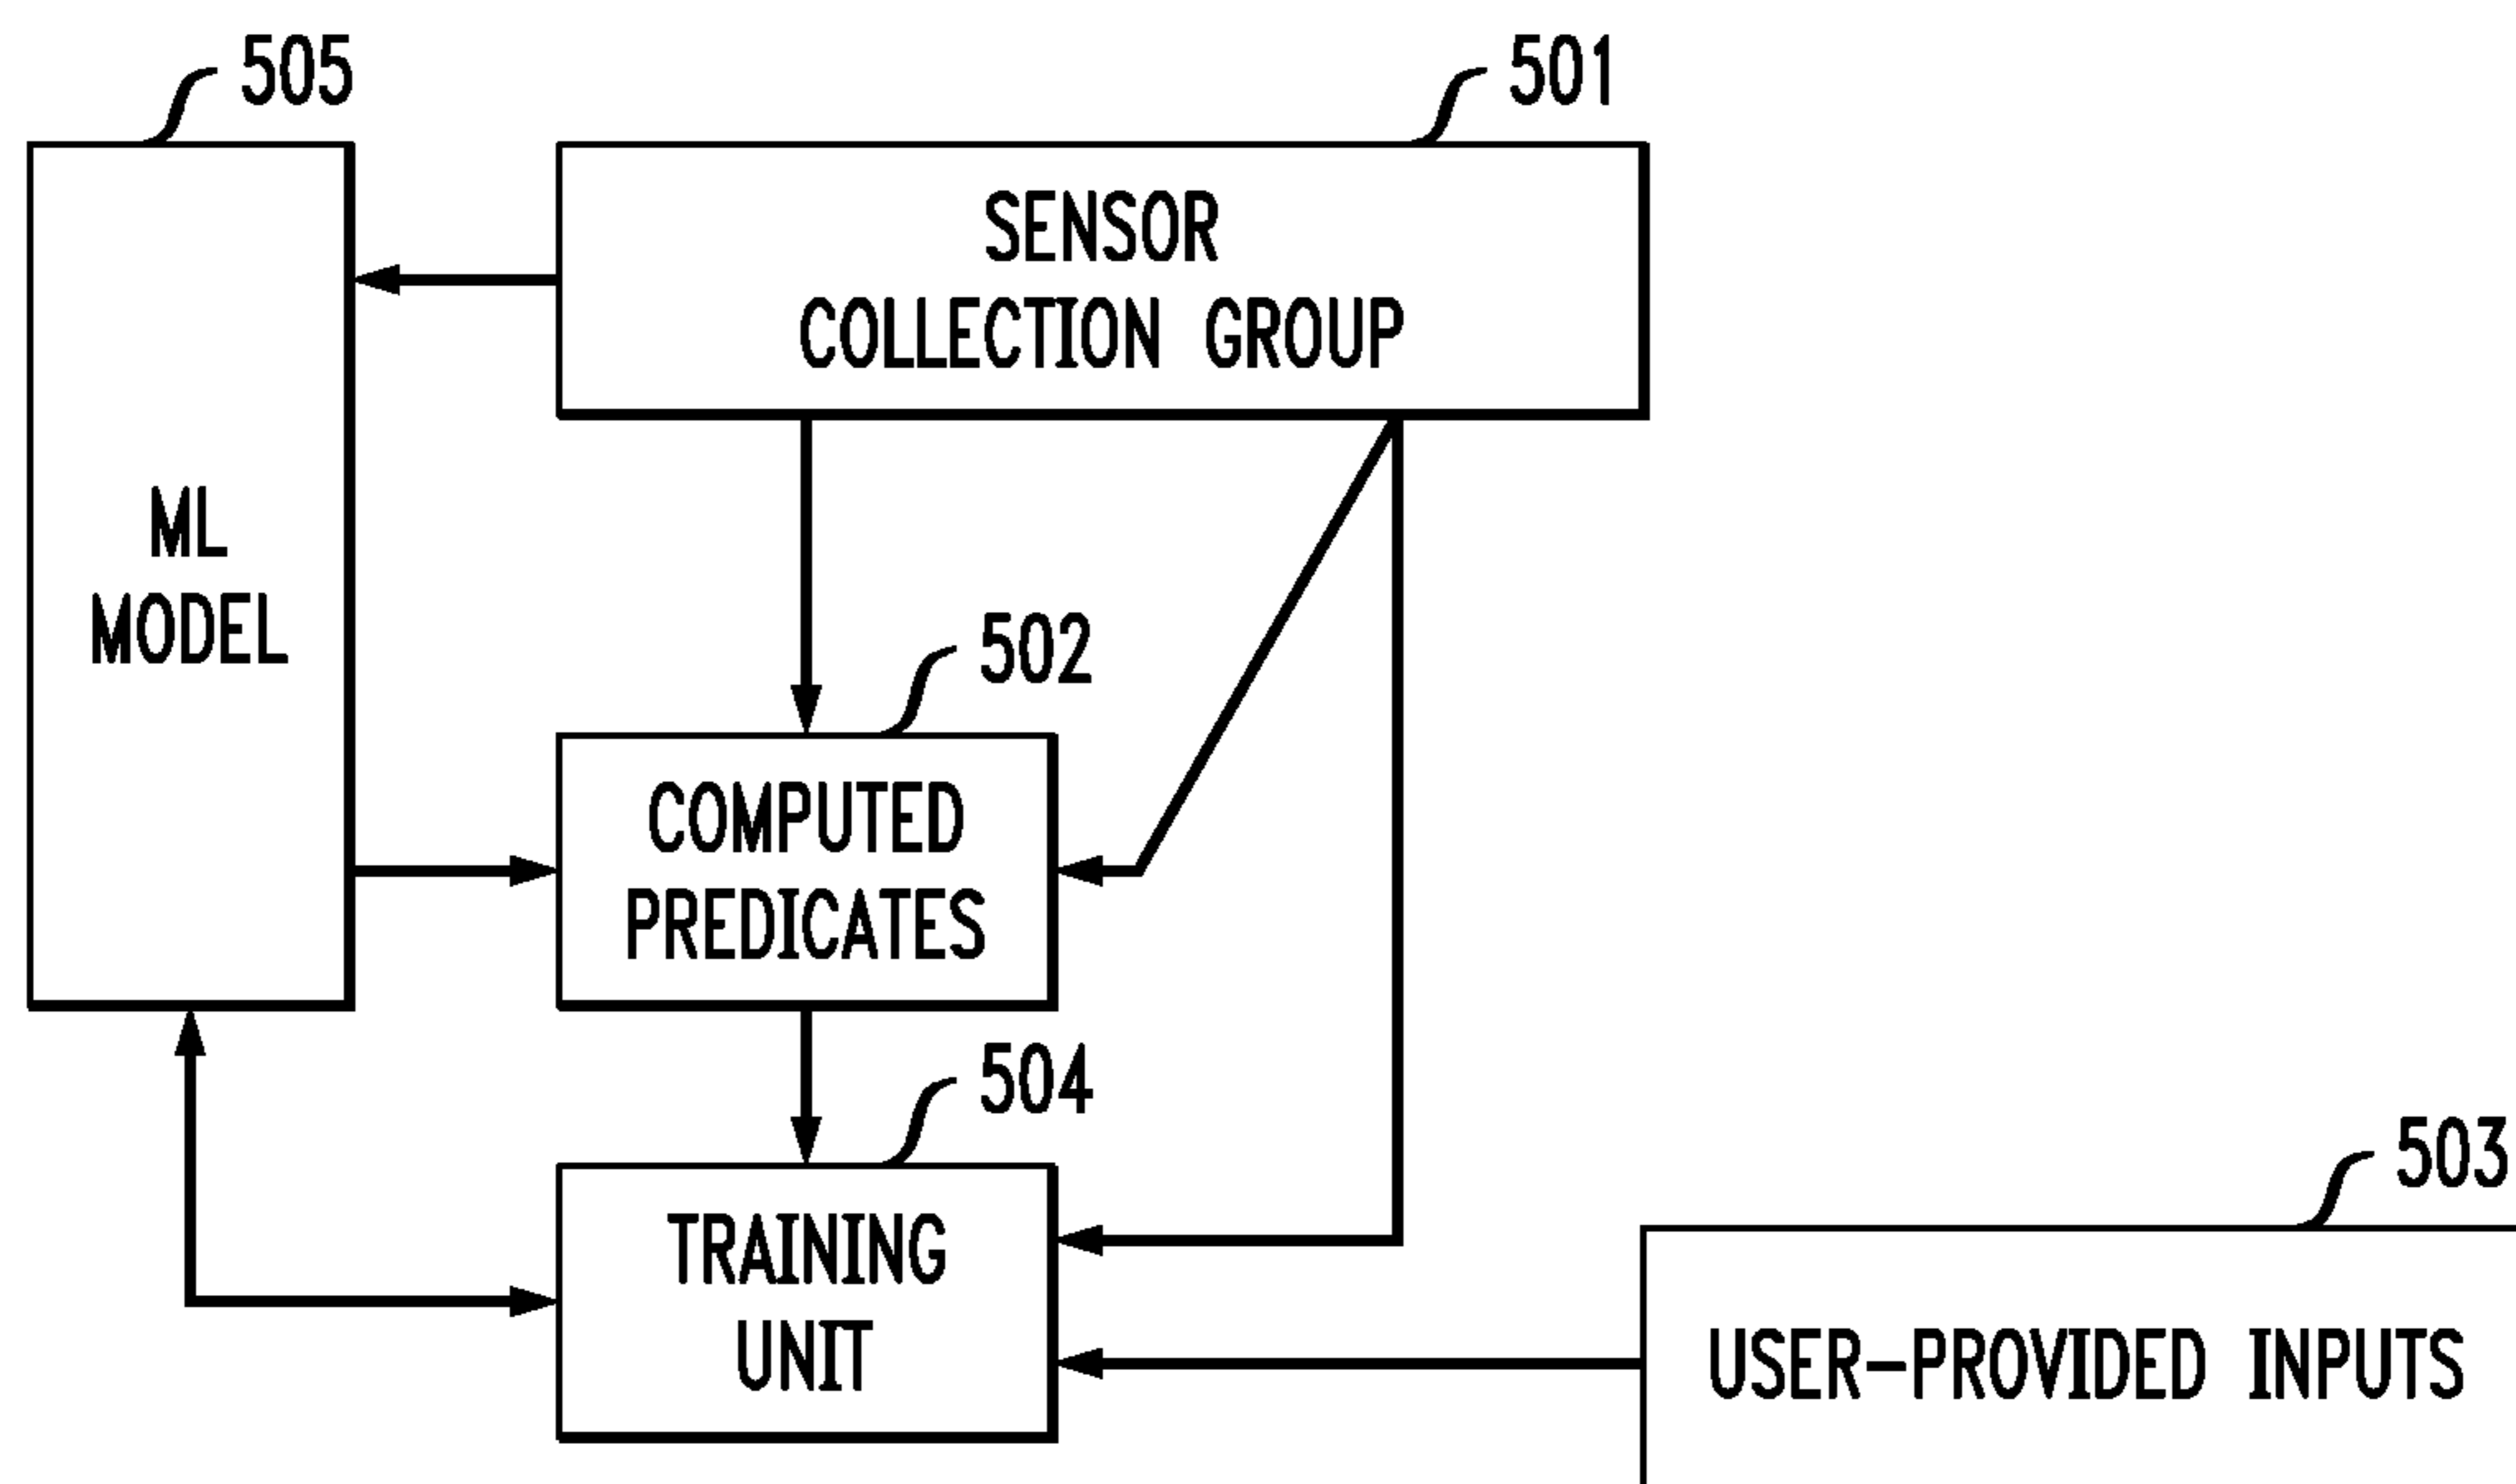 505
501
SENSOR
COLLECTION GROUP
ML
MODEL
502
COMPUTED
PREDICATES
504
503
TRAINING
UNIT
USER-PROVIDED INPUTS